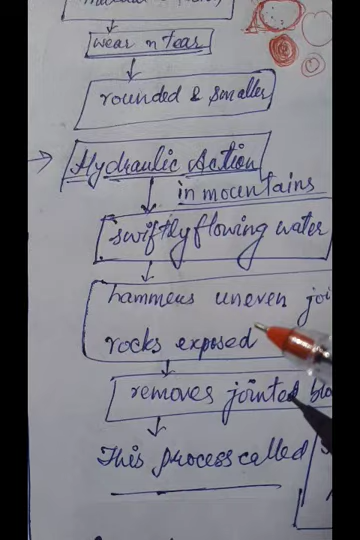 wear n tear
rounded & smaller
Hydraulic Action
in mountains
swiftly flowing water
hammers uneven
rocks exposed
removes jointed
This process called